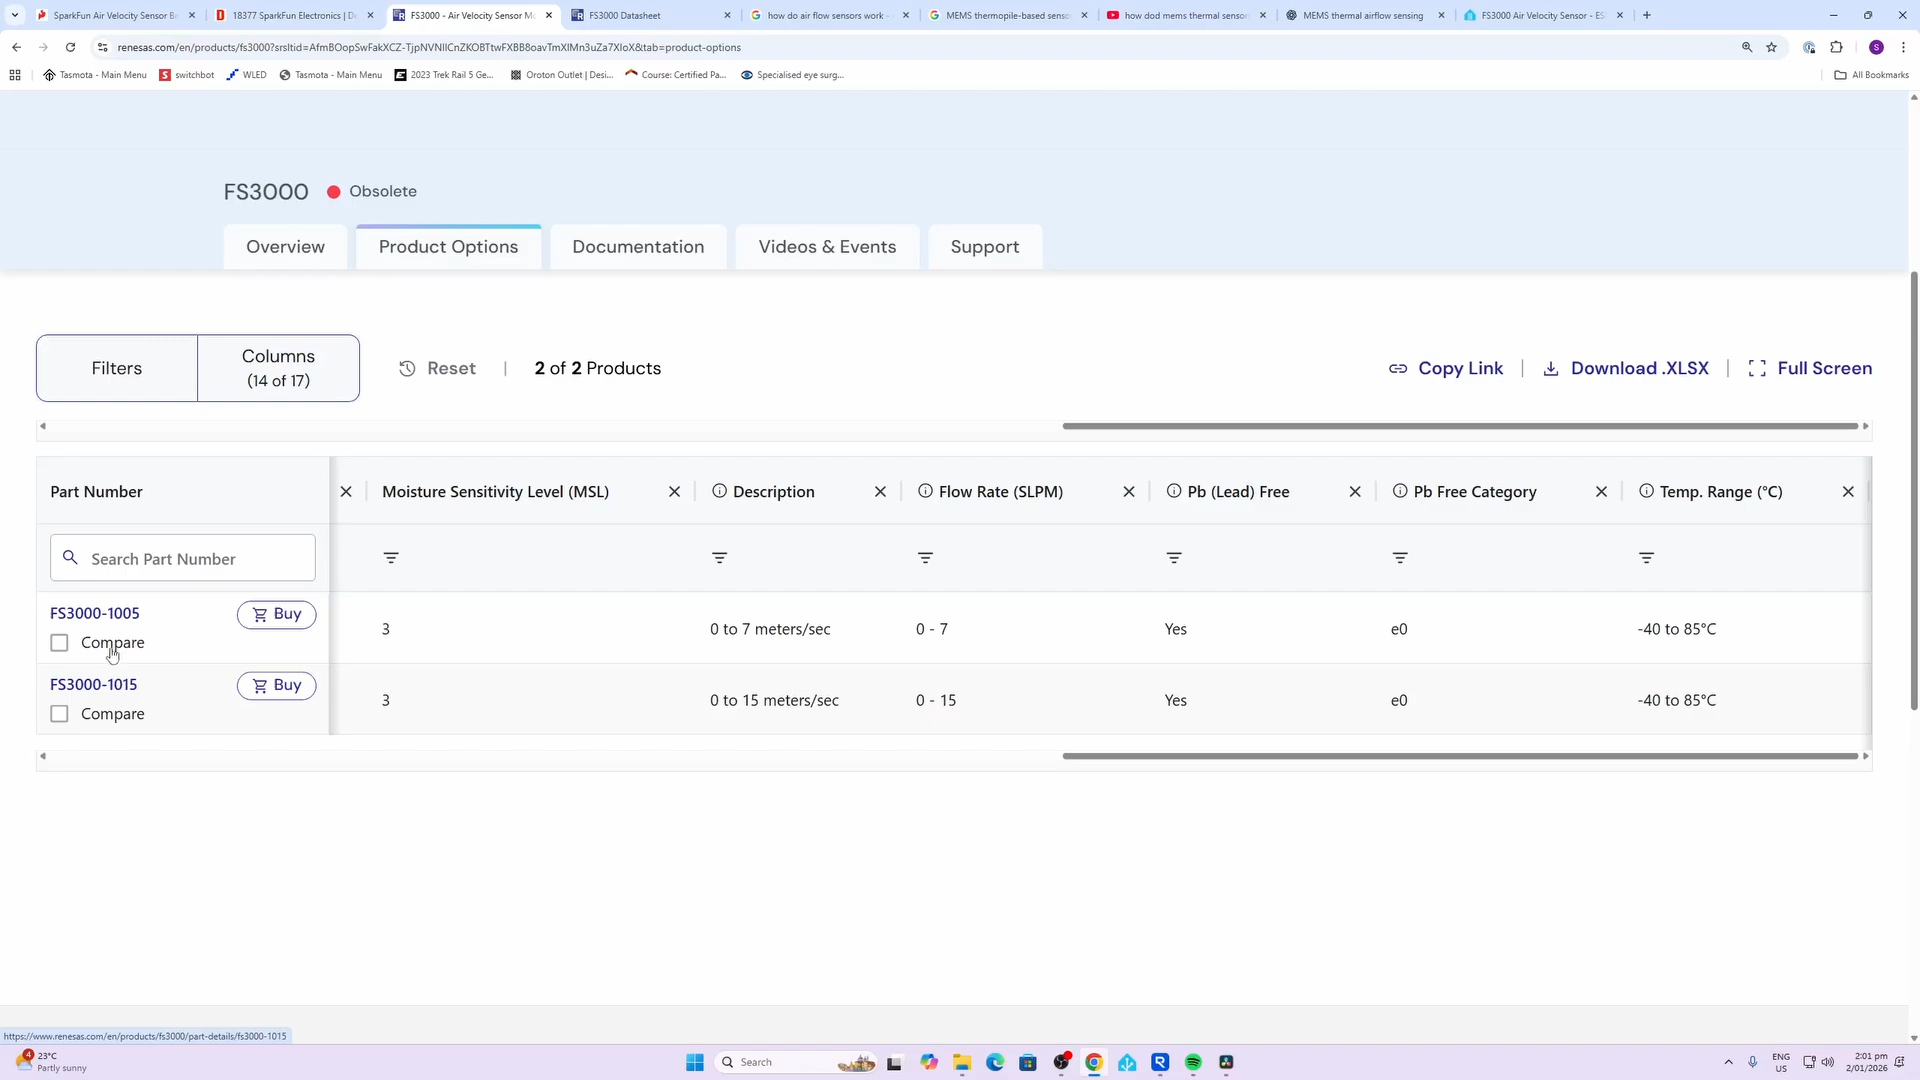 SparkFun Air Velocity Sensor Br
18377 SparkFun Electronics | De
FS3000 - Air Velocity Sensor Mo
FS3000 Datasheet
how do air flow sensors work -
MEMS thermopile-based senso
how dod mems thermal sensor
MEMS thermal airflow sensing
FS3000 Air Velocity Sensor - ES
renesas.com/en/products/fs3000?srsltid=AfmBOopSwFakXCZ-TjpNVNIlCnZKOBTtwFXBB8oavTmXlMn3uZa7XIoX&tab=product-options
S
Tasmota - Main Menu
switchbot
WLED
Tasmota - Main Menu
2023 Trek Rail 5 Ge...
Oroton Outlet | Desi...
Course: Certified Pa...
Specialised eye surg...
All Bookmarks
FS3000 Obsolete
Overview
Product Options
Documentation
Videos & Events
Support
Filters
Columns
(14 of 17)
Reset | 2 of 2 Products
Copy Link | Download .XLSX | Full Screen
Part Number
Moisture Sensitivity Level (MSL)
Description
Flow Rate (SLPM)
Pb (Lead) Free
Pb Free Category
Temp. Range (°C)
Search Part Number
FS3000-1005 Buy
Compare
3
0 to 7 meters/sec
0 - 7
Yes
e0
-40 to 85°C
FS3000-1015 Buy
Compare
3
0 to 15 meters/sec
0 - 15
Yes
e0
-40 to 85°C
https://www.renesas.com/en/products/fs3000/part-details/fs3000-1015
4
23°C
Partly sunny
Search
ENG
US
2:01 pm
2/01/2026